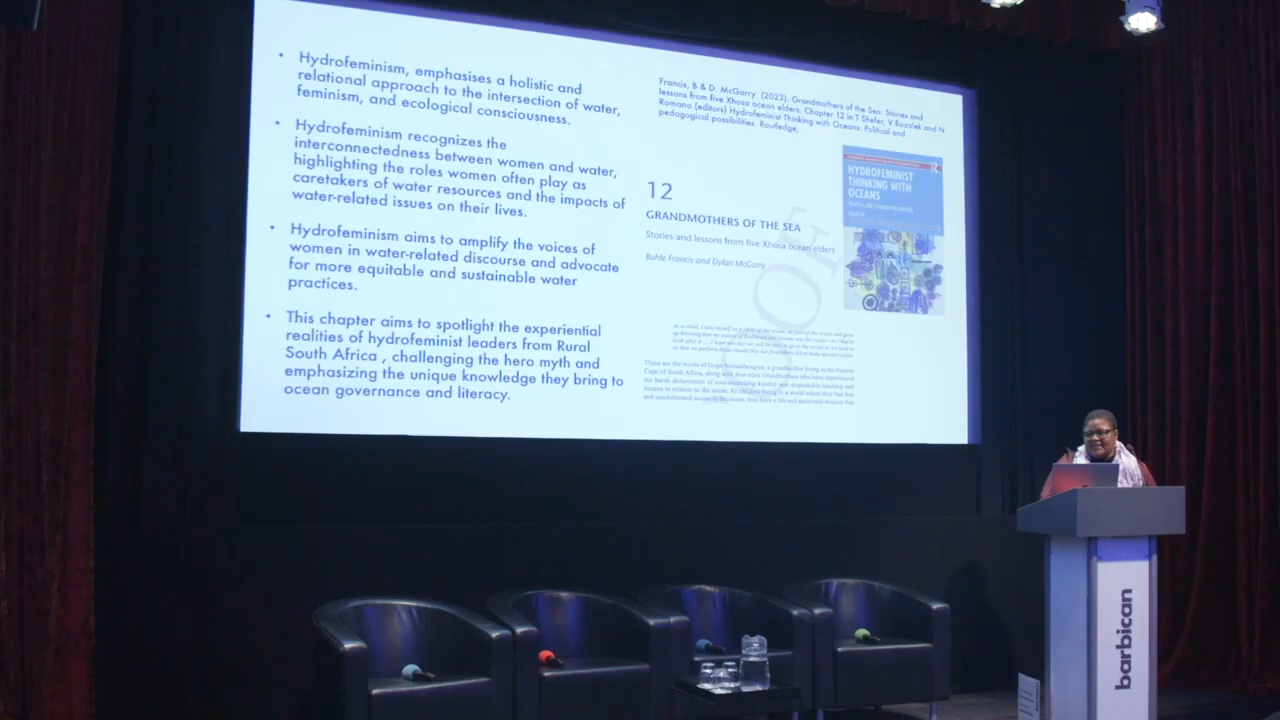 • Hydrofeminism, emphasises a holistic and
relational approach to the intersection of water,
feminism, and ecological consciousness.
• Hydrofeminism recognizes the
interconnectedness between women and water,
highlighting the roles women often play as
caretakers of water resources and the impacts of
water-related issues on their lives.
• Hydrofeminism aims to amplify the voices of
women in water-related discourse and advocate
for more equitable and sustainable water
practices.
• This chapter aims to spotlight the experiential
realities of hydrofeminist leaders from Rural
South Africa , challenging the hero myth and
emphasizing the unique knowledge they bring to
ocean governance and literacy.
Francis, B & D. McGarry (2023). Grandmothers of the Sea: Stories and
lessons from five Xhosa ocean elders. Chapter 12 in T Shefer, V Bozalek and N
Romano (editors) Hydrofeminist Thinking with Oceans: Political and
pedagogical possibilities. Routledge,
12
GRANDMOTHERS OF THE SEA
Stories and lessons from five Xhosa ocean elders
Buhle Francis and Dylan McGarry
HYDROFEMINIST
THINKING WITH
OCEANS
barbican